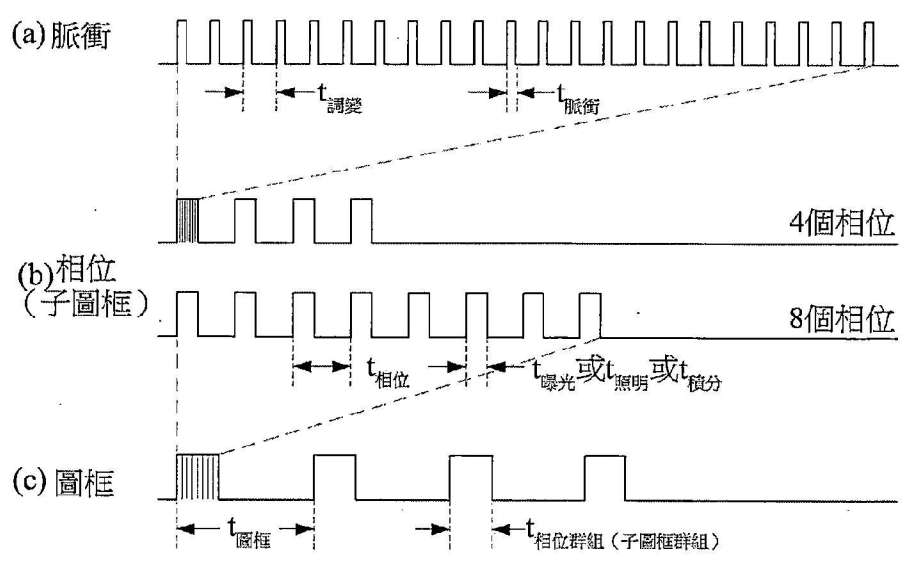 (a) 脈衝
t調變
t脈衝
4個相位
(b) 相位
（子圖框）
8個相位
t相位
t曝光或t照明或t積分
(c) 圖框
t圖框
t相位群組（子圖框群組）